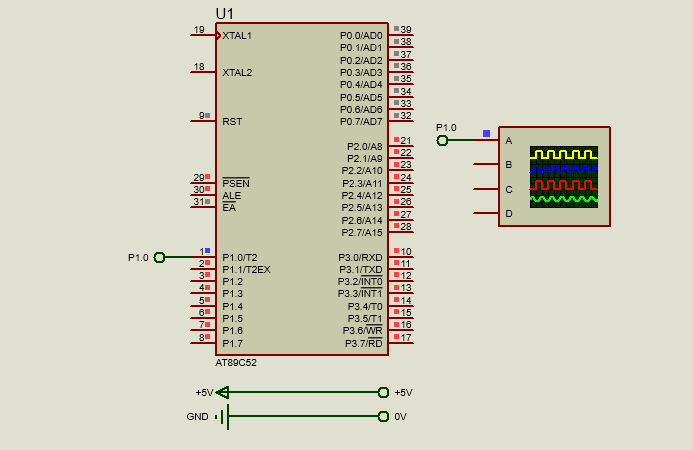 U1
19 XTAL1
18 XTAL2
9 RST
29 PSEN
30 ALE
31 EA
1 P1.0/T2
2 P1.1/T2EX
3 P1.2
4 P1.3
5 P1.4
6 P1.5
7 P1.6
8 P1.7
P0.0/AD0 39
P0.1/AD1 38
P0.2/AD2 37
P0.3/AD3 36
P0.4/AD4 35
P0.5/AD5 34
P0.6/AD6 33
P0.7/AD7 32
P2.0/A8 21
P2.1/A9 22
P2.2/A10 23
P2.3/A11 24
P2.4/A12 25
P2.5/A13 26
P2.6/A14 27
P2.7/A15 28
P3.0/RXD 10
P3.1/TXD 11
P3.2/INT0 12
P3.3/INT1 13
P3.4/T0 14
P3.5/T1 15
P3.6/WR 16
P3.7/RD 17
AT89C52
P1.0
P1.0
A
B
C
D
+5V +5V
GND 0V